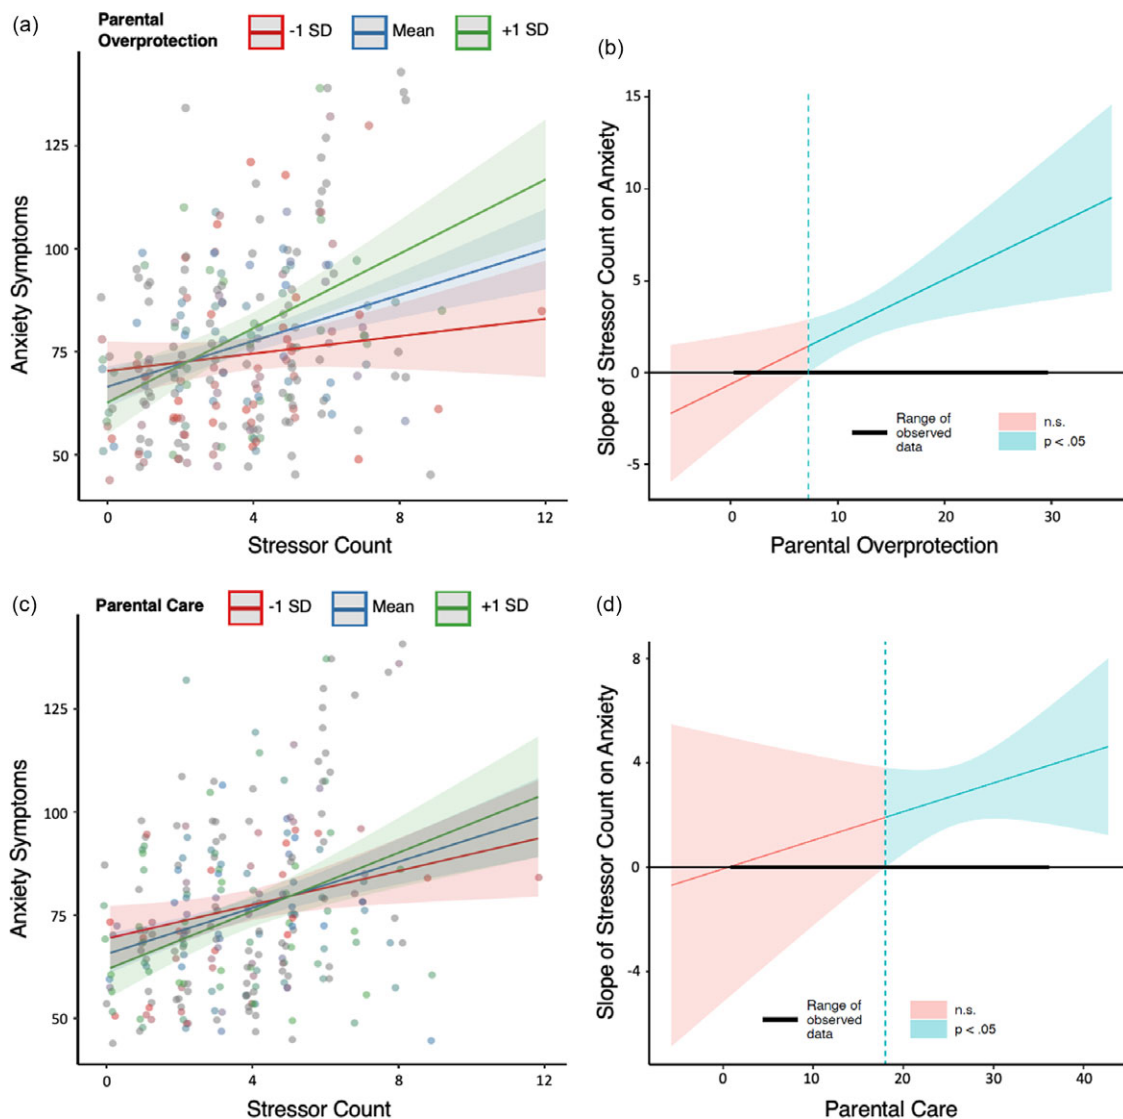 (a)
Parental
Overprotection
-1 SD
Mean
+1 SD
Anxiety Symptoms
125
100
75
50
0
4
8
12
Stressor Count
(b)
Slope of Stressor Count on Anxiety
15
10
5
0
-5
Range of
observed
data
n.s.
p < .05
0
10
20
30
Parental Overprotection
(c)
Parental Care
-1 SD
Mean
+1 SD
Anxiety Symptoms
125
100
75
50
0
4
8
12
Stressor Count
(d)
Slope of Stressor Count on Anxiety
8
4
0
-4
Range of
observed
data
n.s.
p < .05
0
10
20
30
40
Parental Care